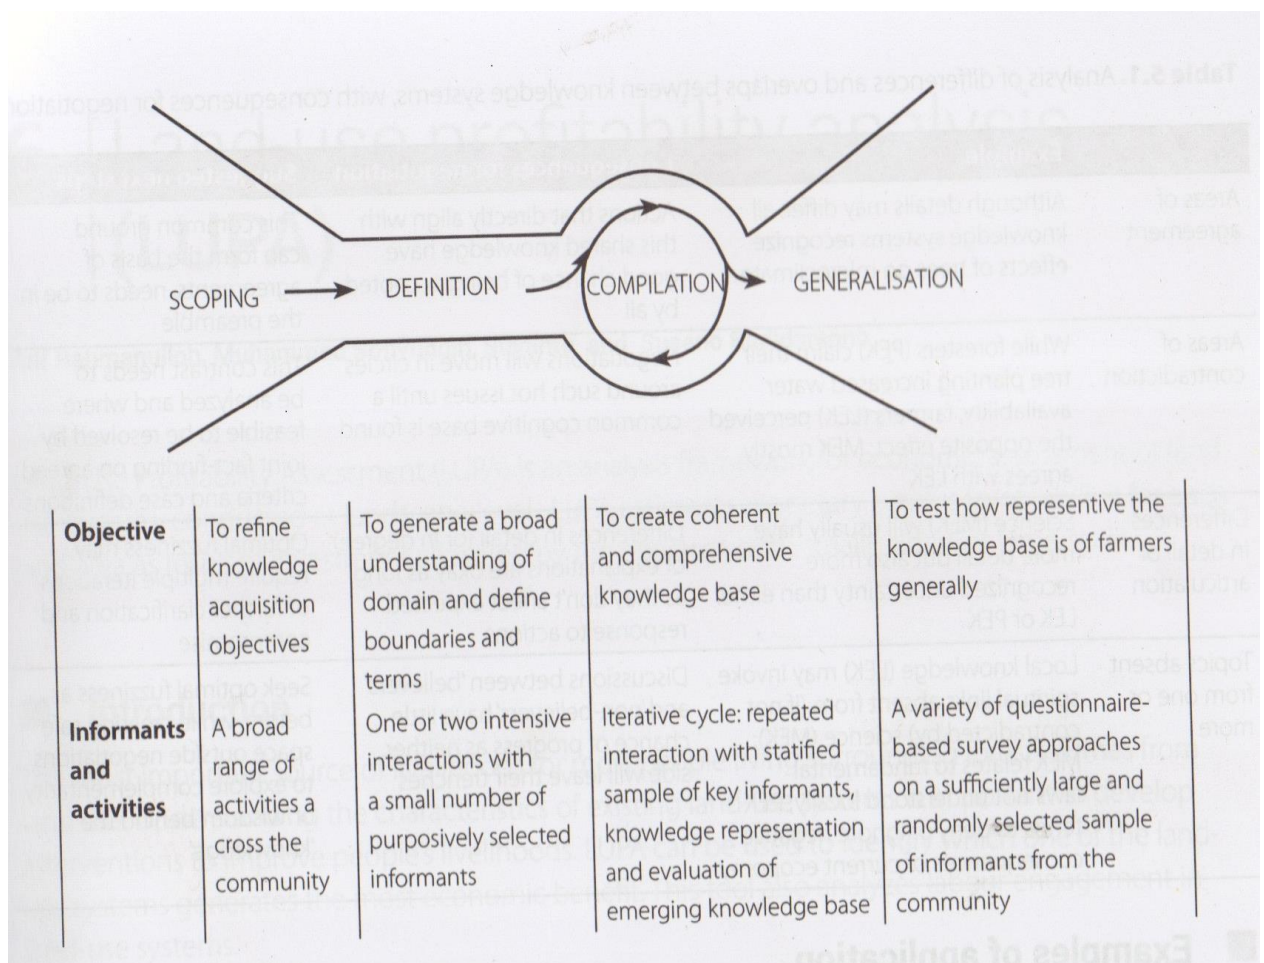 SCOPING
DEFINITION
COMPILATION
GENERALISATION
Objective
To refine
knowledge
acquisition
objectives
To generate a broad
understanding of
domain and define
boundaries and
terms
To create coherent
and comprehensive
knowledge base
To test how representive the
knowledge base is of farmers
generally
Informants
and
activities
A broad
range of
activities a
cross the
community
One or two intensive
interactions with
a small number of
purposively selected
informants
Iterative cycle: repeated
interaction with statified
sample of key informants,
knowledge representation
and evaluation of
emerging knowledge base
A variety of questionnaire-
based survey approaches
on a sufficiently large and
randomly selected sample
of informants from the
community